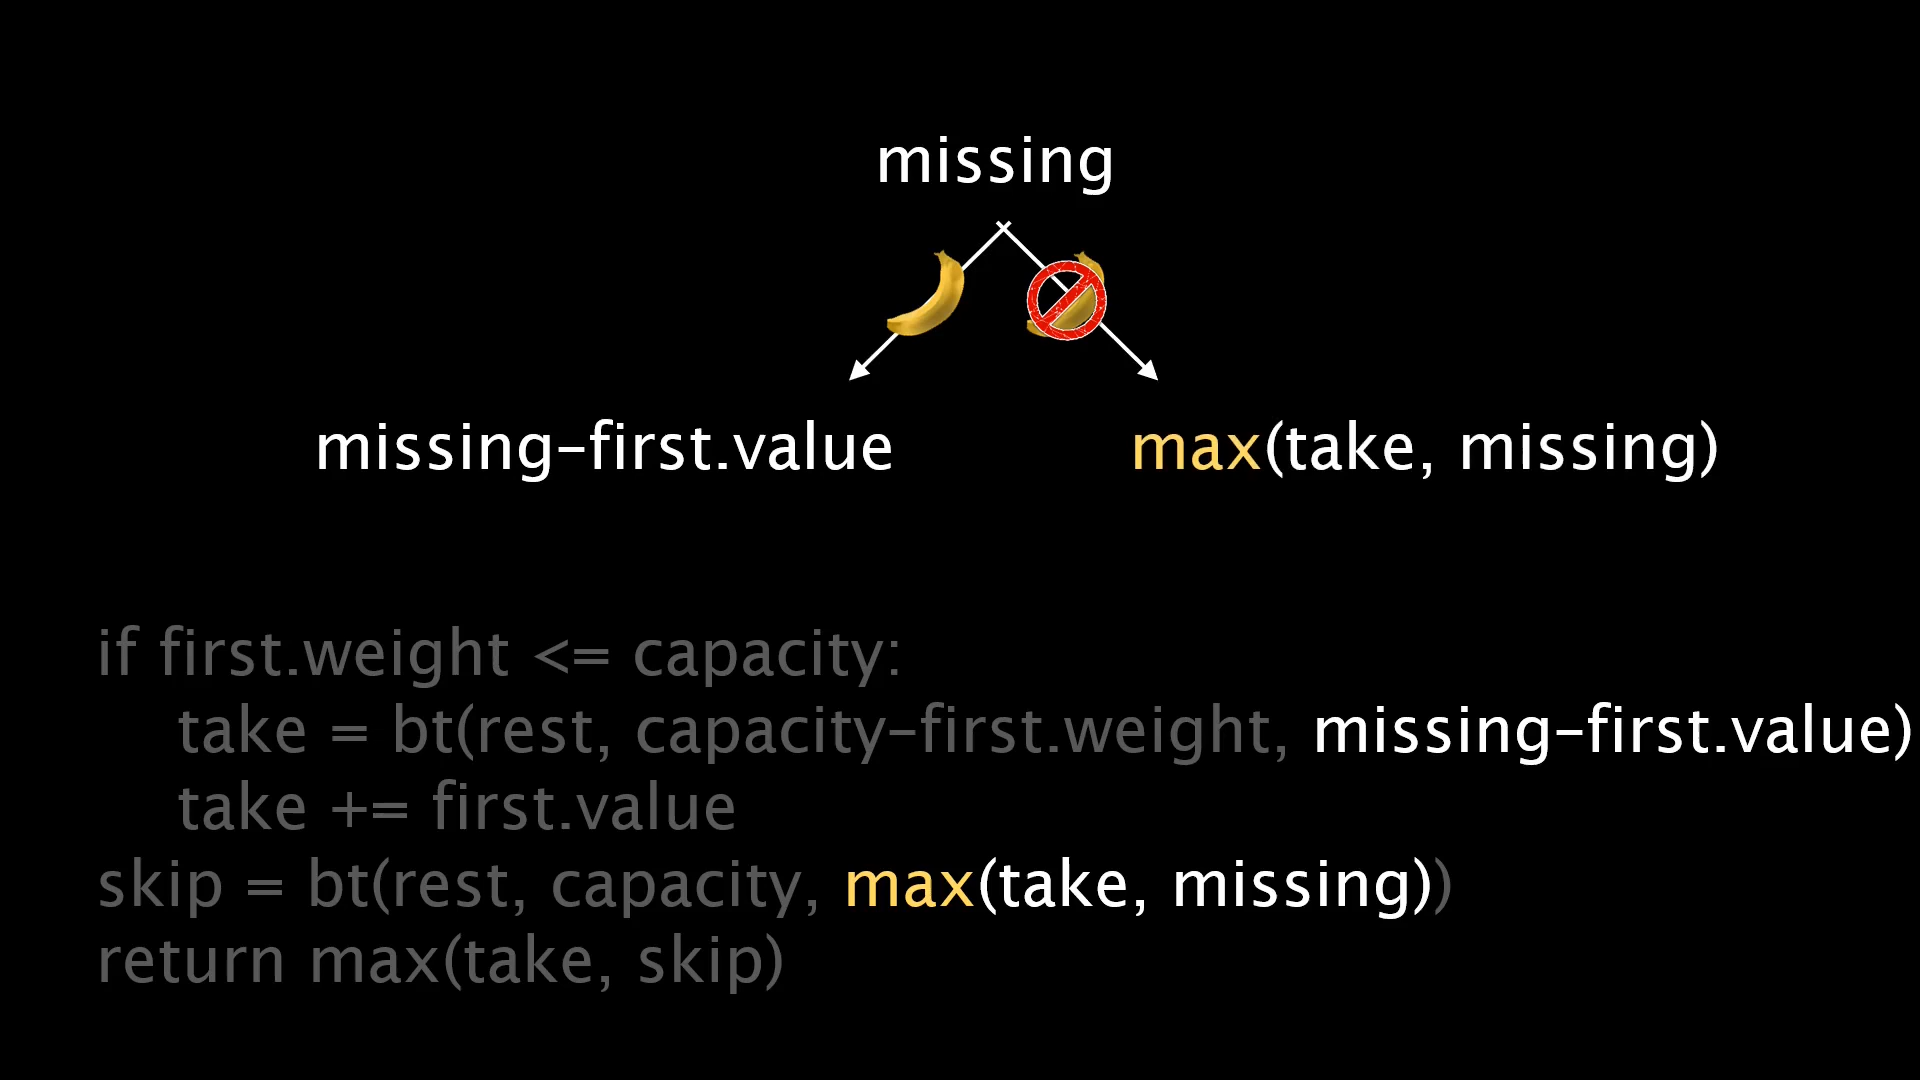 missing
missing-first.value
max(take, missing)
if first.weight <= capacity:
take = bt(rest, capacity-first.weight, missing-first.value)
take += first.value
skip = bt(rest, capacity, max(take, missing))
return max(take, skip)